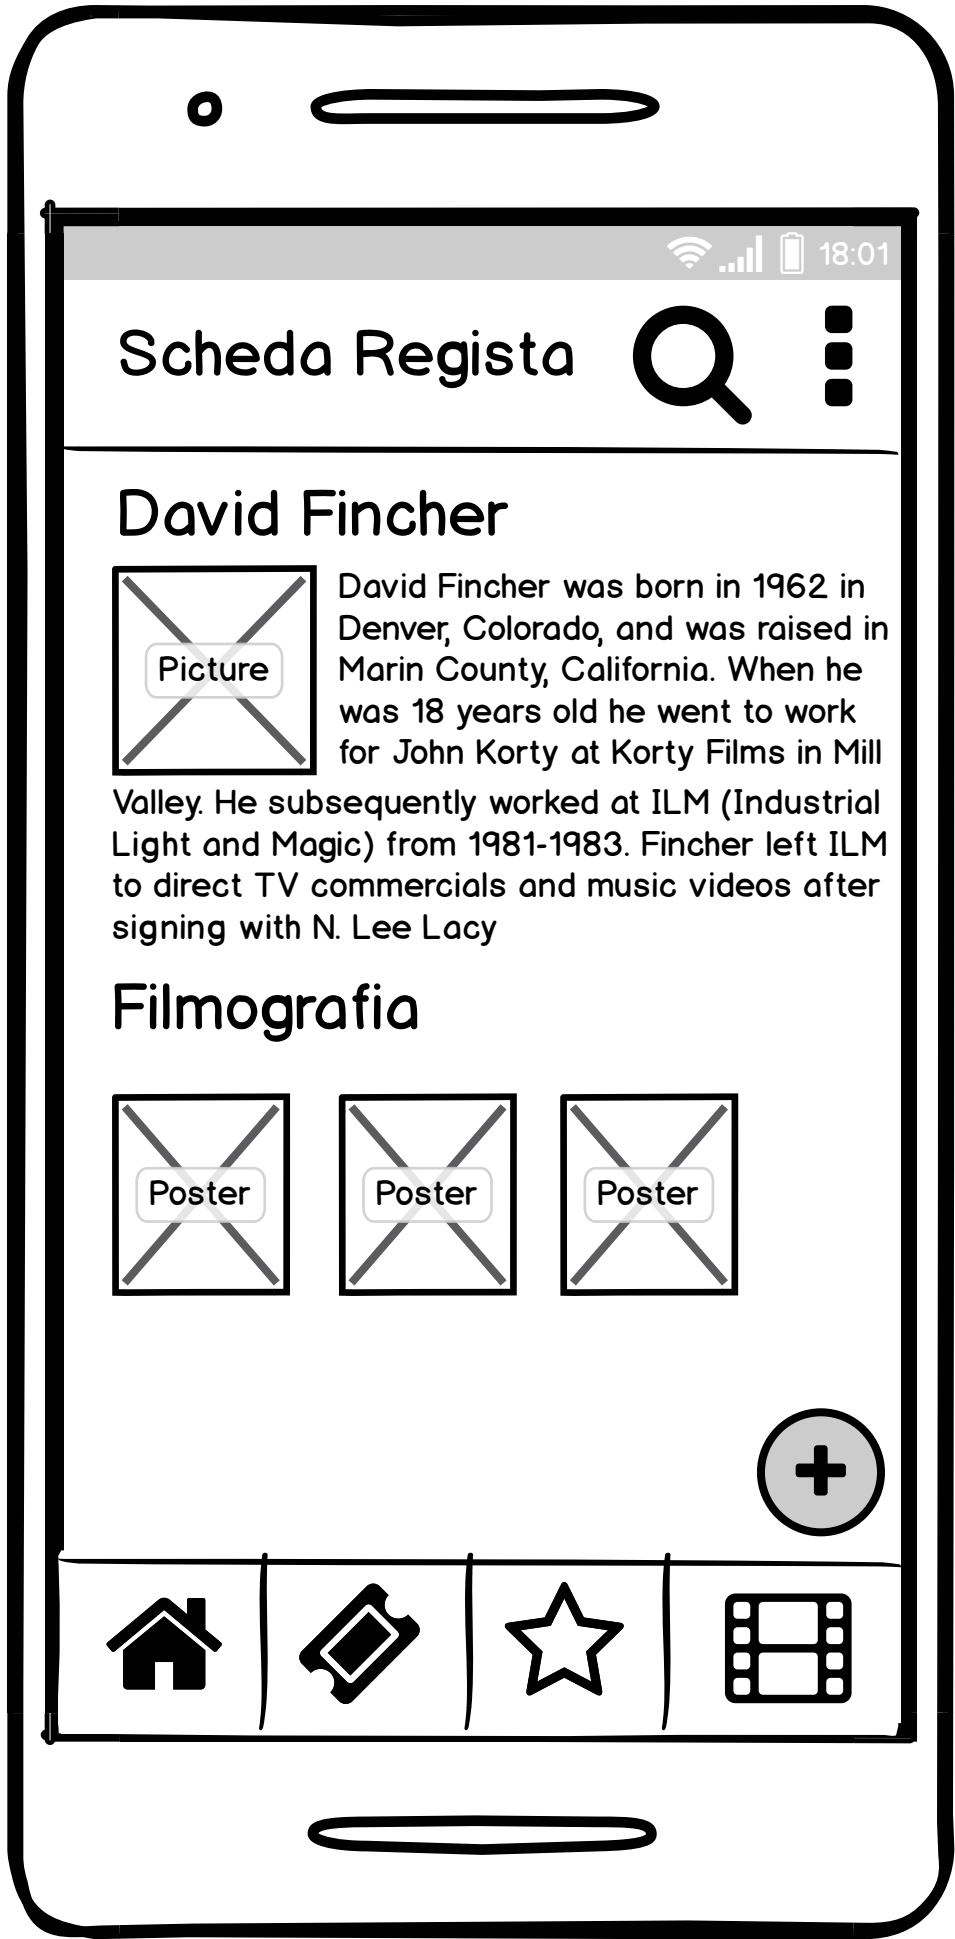 18:01
Scheda Regista
David Fincher
Picture
David Fincher was born in 1962 in
Denver, Colorado, and was raised in
Marin County, California. When he
was 18 years old he went to work
for John Korty at Korty Films in Mill
Valley. He subsequently worked at ILM (Industrial
Light and Magic) from 1981-1983. Fincher left ILM
to direct TV commercials and music videos after
signing with N. Lee Lacy
Filmografia
Poster Poster Poster